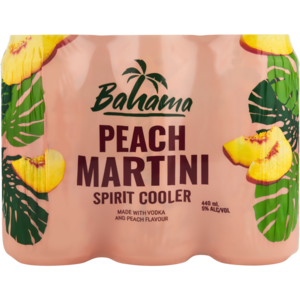 Bahama
PEACH
MARTINI
SPIRIT COOLER
MADE WITH VODKA
AND PEACH FLAVOUR
440 mL
5% ALC/VOL